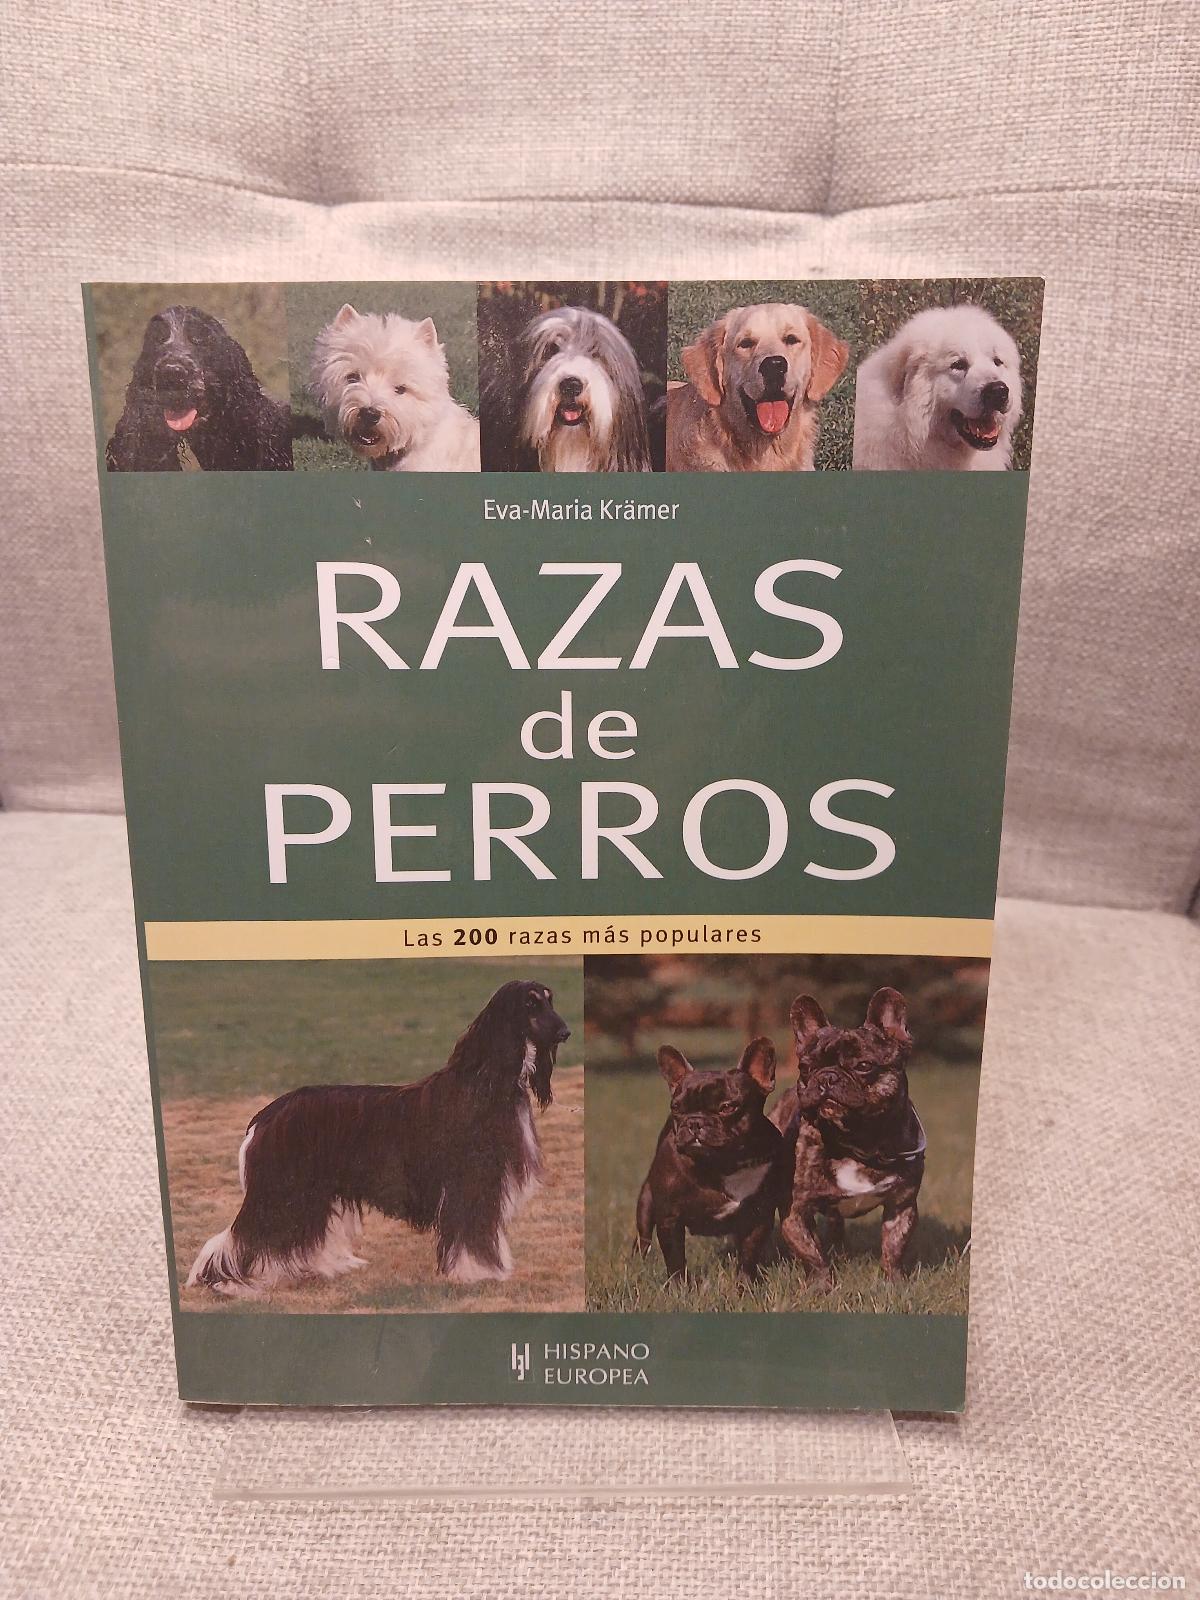 Eva-Maria Krämer
RAZAS
de
PERROS
Las 200 razas más populares
HISPANO
EUROPEA
todocoleccion